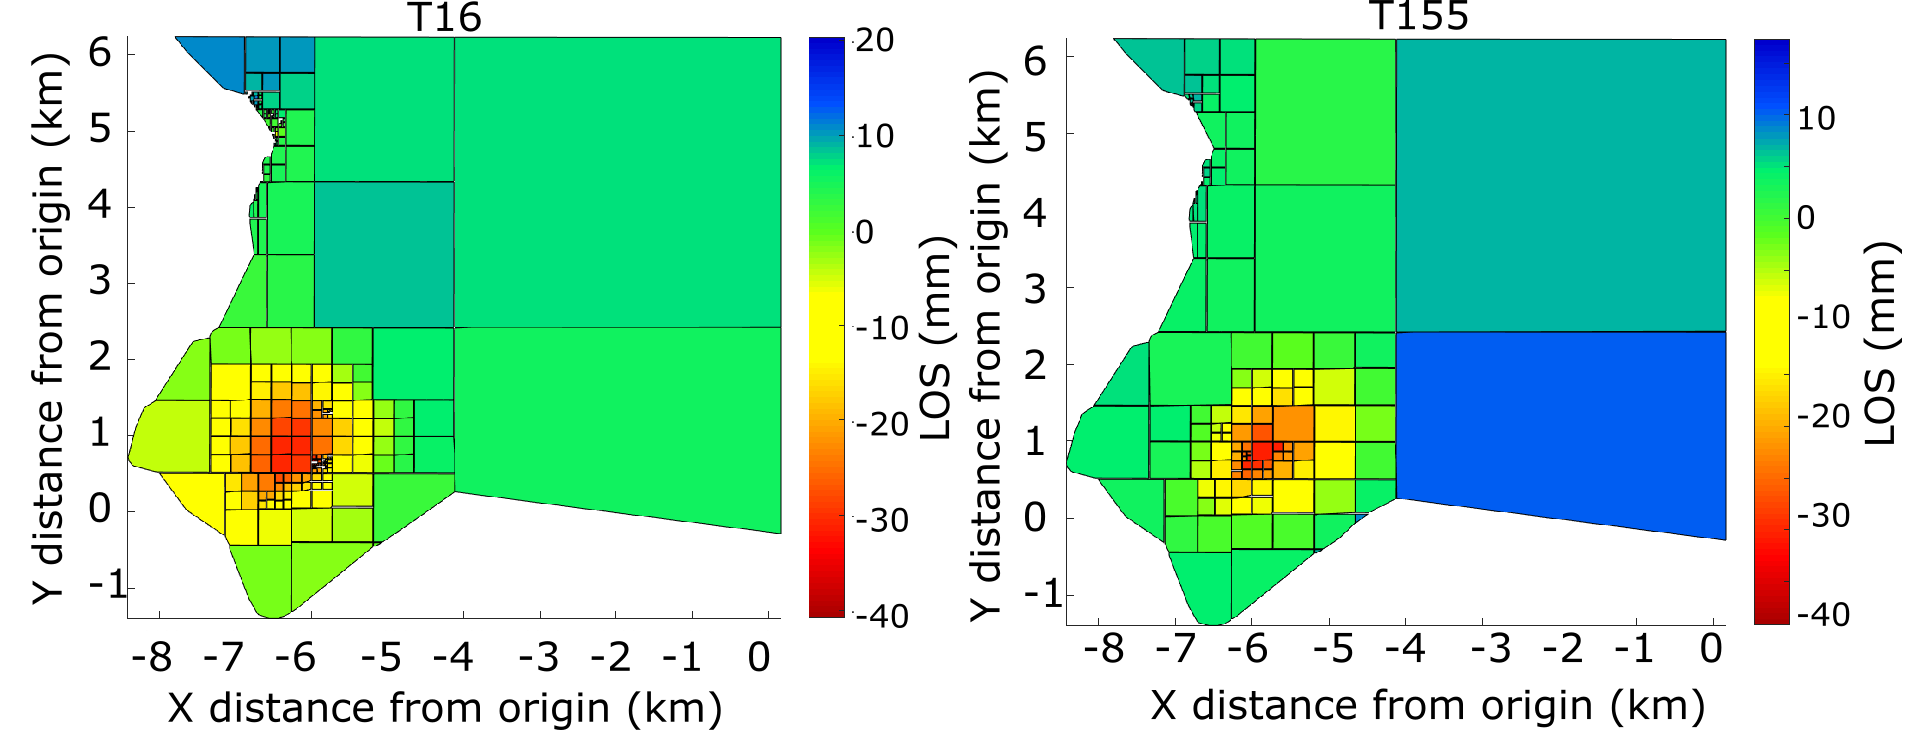 T16
6
5
4
3
2
1
0
-1
Y distance from origin (km)
-8 -7 -6 -5 -4 -3 -2 -1 0
X distance from origin (km)
20
10
0
-10
-20
-30
-40
LOS (mm)
T155
6
5
4
3
2
1
0
-1
Y distance from origin (km)
-8 -7 -6 -5 -4 -3 -2 -1 0
X distance from origin (km)
10
0
-10
-20
-30
-40
LOS (mm)